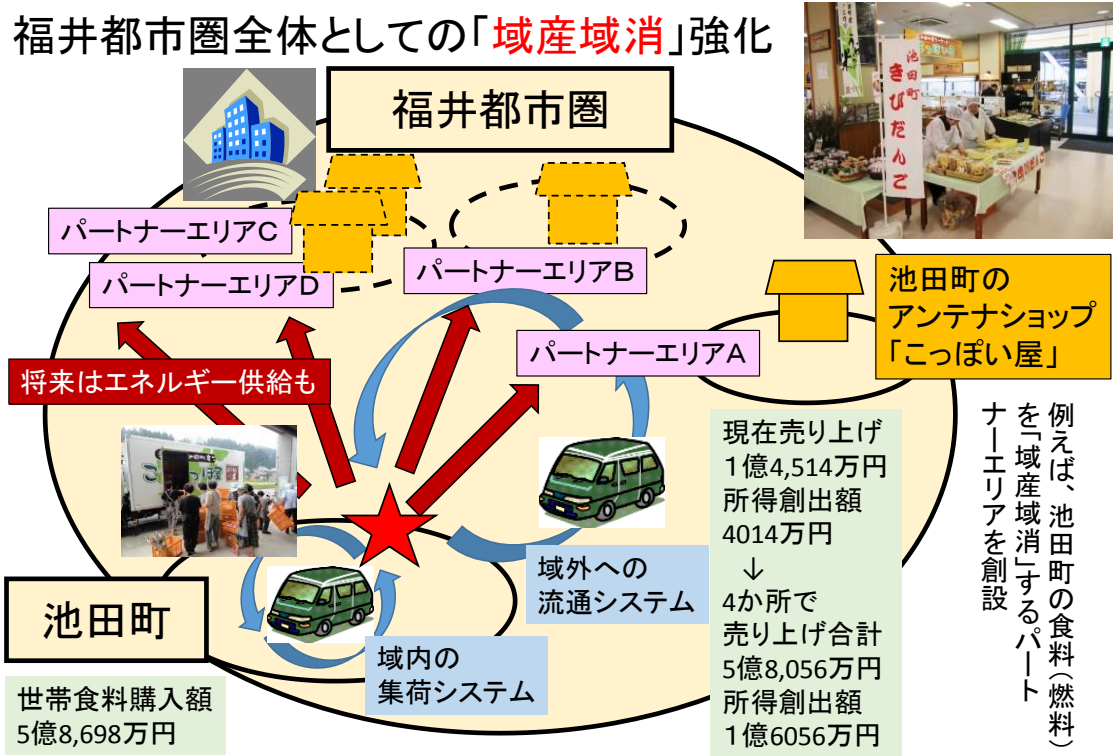 福井都市圏全体としての「域産域消」強化
福井都市圏
池田町
きびだんご
パートナーエリアC
パートナーエリアD
パートナーエリアB
パートナーエリアA
池田町の
アンテナショップ
「こっぽい屋」
将来はエネルギー供給も
例えば、池田町の食料（燃料）
を「域産域消」するパート
ナーエリアを創設
現在売り上げ
1億4,514万円
所得創出額
4014万円
↓
4か所で
売り上げ合計
5億8,056万円
所得創出額
1億6056万円
域外への
流通システム
域内の
集荷システム
池田町
世帯食料購入額
5億8,698万円